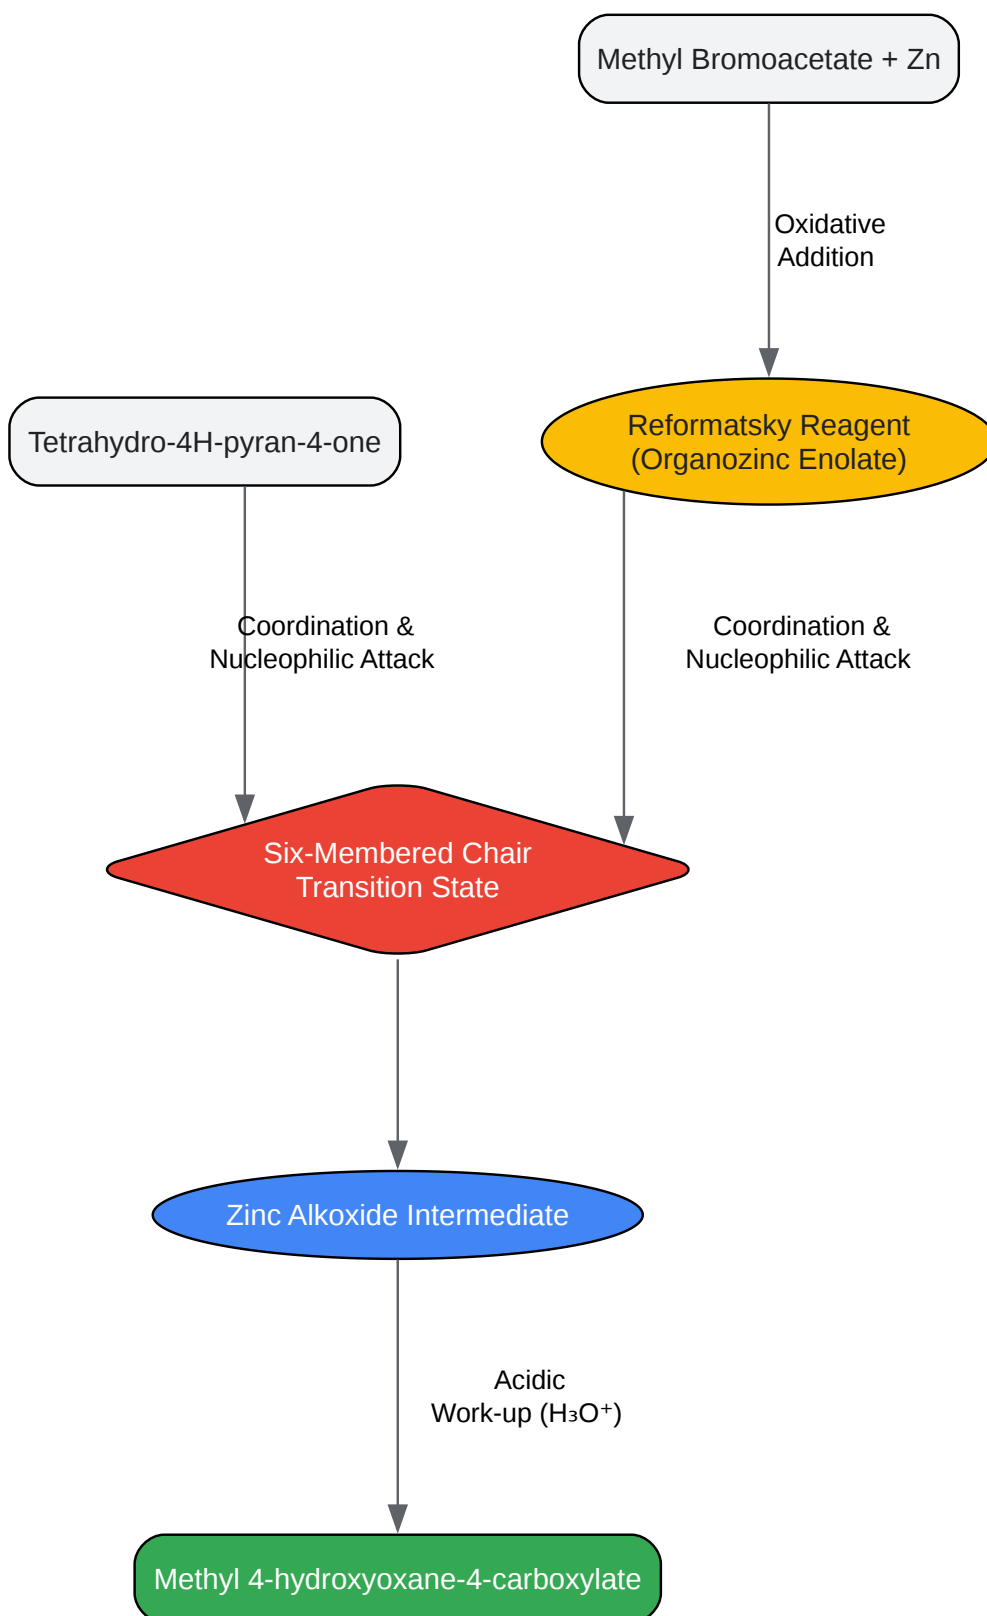 Methyl Bromoacetate + Zn
Oxidative
Addition
Tetrahydro-4H-pyran-4-one
Reformatsky Reagent
(Organozinc Enolate)
Coordination &
Nucleophilic Attack
Coordination &
Nucleophilic Attack
Six-Membered Chair
Transition State
Zinc Alkoxide Intermediate
Acidic
Work-up (H₃O⁺)
Methyl 4-hydroxyoxane-4-carboxylate